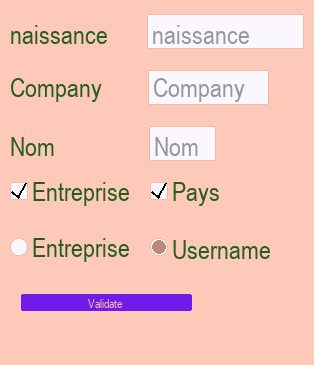 naissance naissance
Company Company
Nom Nom
Entreprise Pays
Entreprise Username
Validate